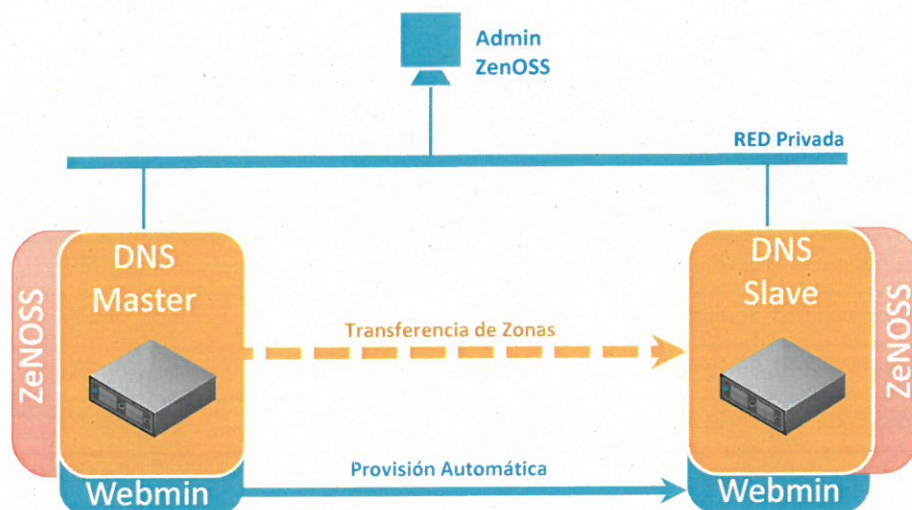 Admin
ZenOSS
RED Privada
ZeNOSS
DNS
Master
Webmin
Transferencia de Zonas
Provisión Automática
DNS
Slave
Webmin
ZeNOSS